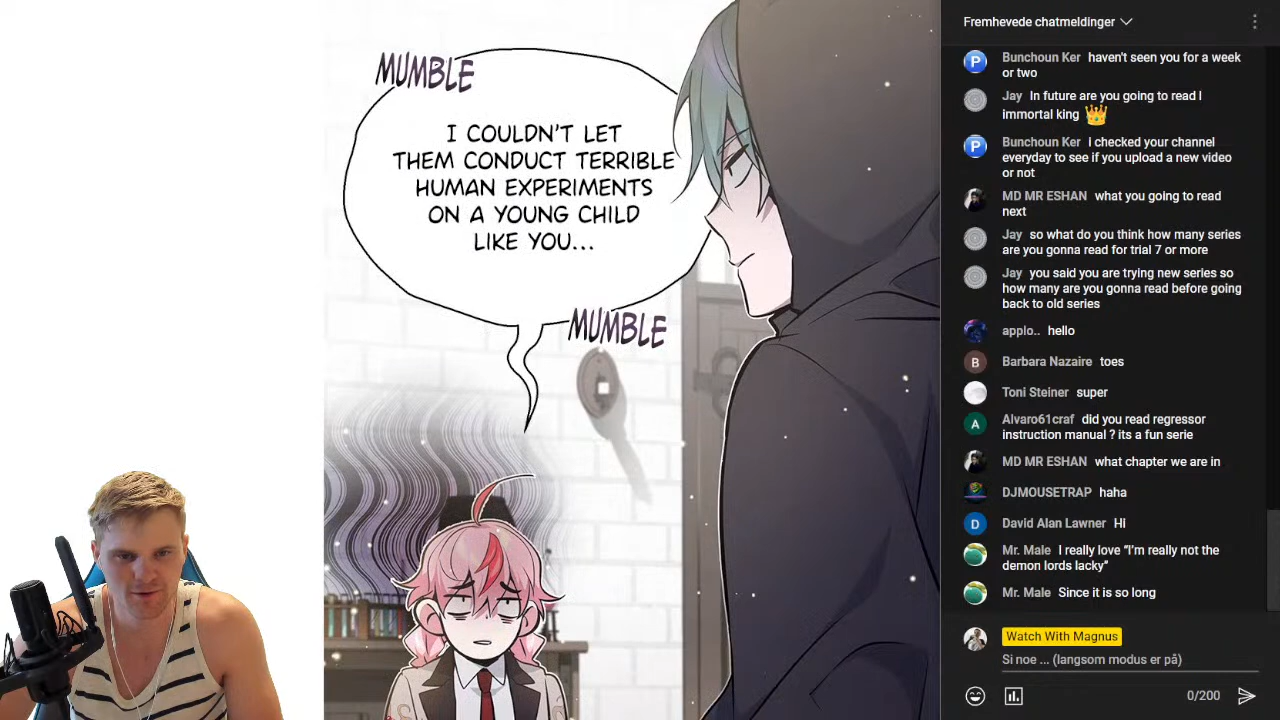 MUMBLE
I COULDN'T LET
THEM CONDUCT TERRIBLE
HUMAN EXPERIMENTS
ON A YOUNG CHILD
LIKE YOU...
MUMBLE
Fremhevede chatmeldinger
Bunchoun Ker haven't seen you for a week
or two
Jay In future are you going to read I
immortal king 👑
Bunchoun Ker I checked your channel
everyday to see if you upload a new video
or not
MD MR ESHAN what you going to read
next
Jay so what do you think how many series
are you gonna read for trial 7 or more
Jay you said you are trying new series so
how many are you gonna read before going
back to old series
applo.. hello
Barbara Nazaire toes
Toni Steiner super
Alvaro61craf did you read regressor
instruction manual ? its a fun serie
MD MR ESHAN what chapter we are in
DJMOUSETRAP haha
David Alan Lawner Hi
Mr. Male I really love “I’m really not the
demon lords lacky”
Mr. Male Since it is so long
Watch With Magnus
Si noe ... (langsom modus er på)
0/200